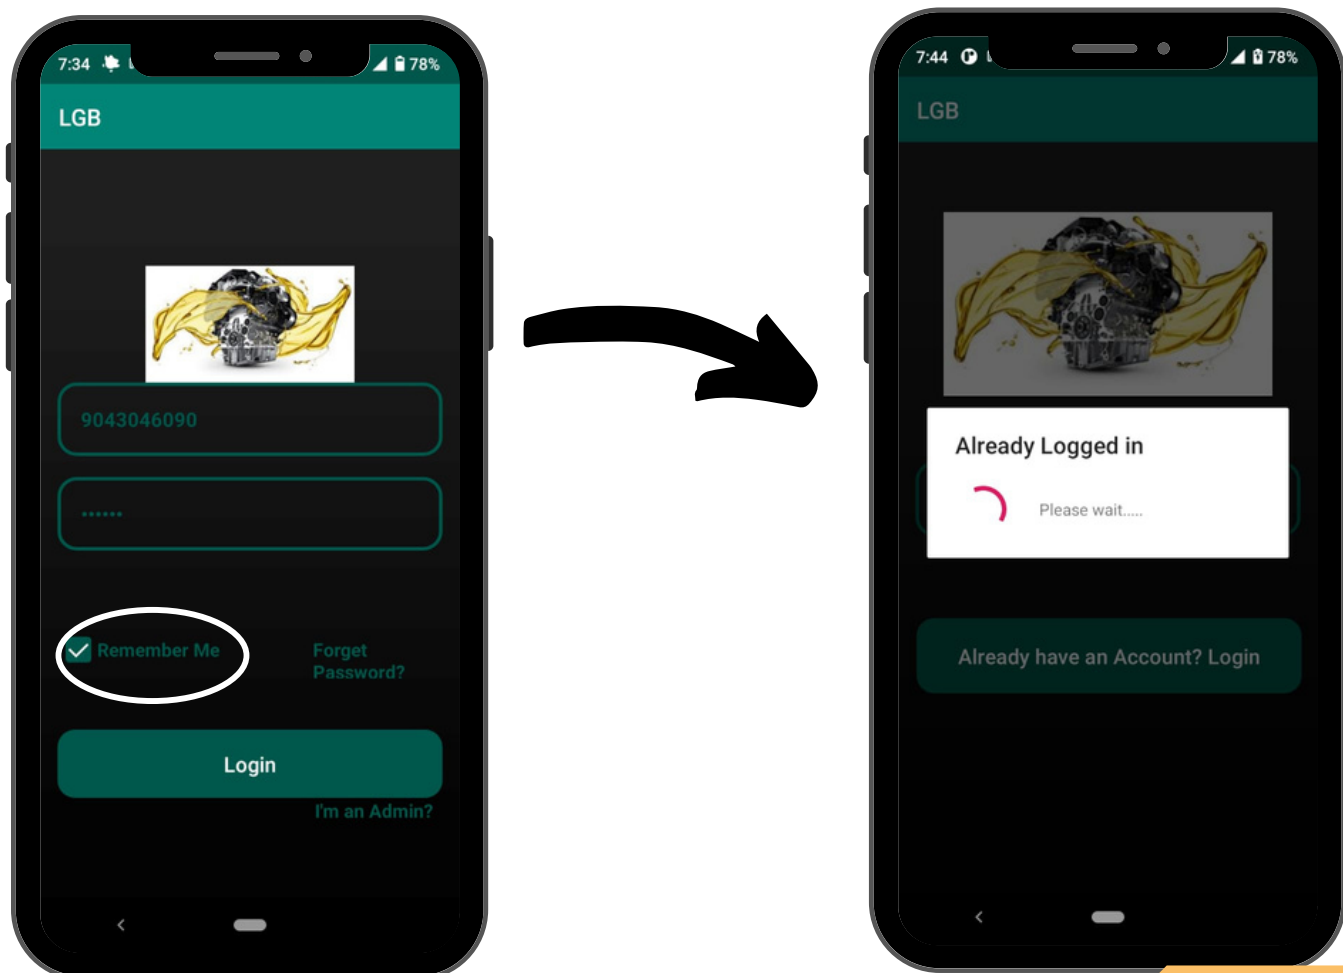 7:34
78%
LGB
9043046090
••••••
Remember Me
Forget
Password?
Login
I'm an Admin?
7:44
78%
LGB
Already Logged in
Please wait.....
Already have an Account? Login